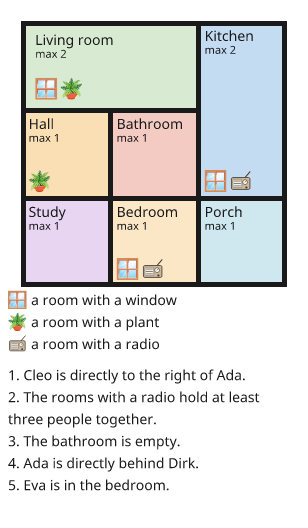 Living room
max 2
Kitchen
max 2
Hall
max 1
Bathroom
max 1
Study
max 1
Bedroom
max 1
Porch
max 1
a room with a window
a room with a plant
a room with a radio
1. Cleo is directly to the right of Ada.
2. The rooms with a radio hold at least
three people together.
3. The bathroom is empty.
4. Ada is directly behind Dirk.
5. Eva is in the bedroom.